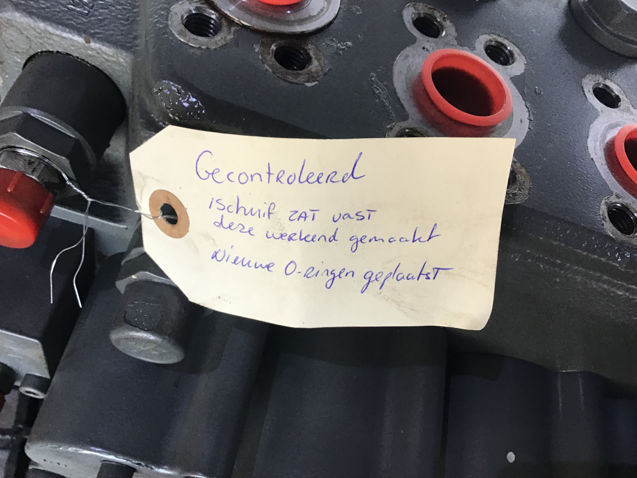 Gecontroleerd
1schuif ZAT vast
deze werkend gemaakt
Nieuwe O-ringen geplaatst